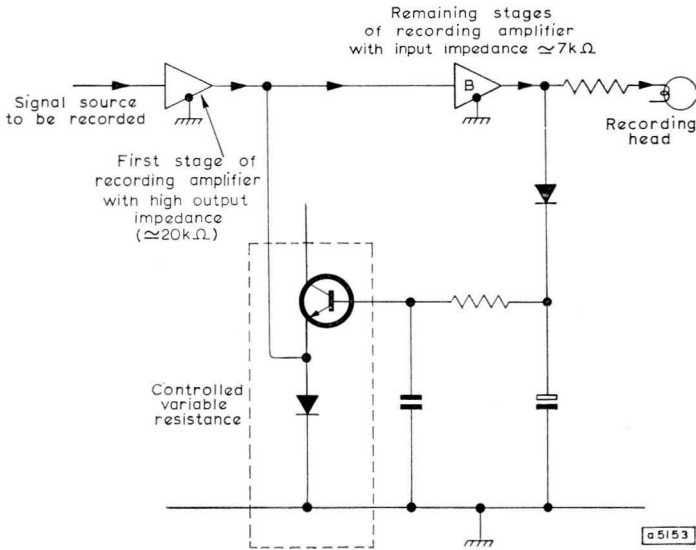 Remaining stages
of recording amplifier
with input impedance ≃7kΩ
B
Signal source
to be recorded
Recording
head
First stage of
recording amplifier
with high output
impedance
(≃20kΩ)
Controlled
variable
resistance
a5153